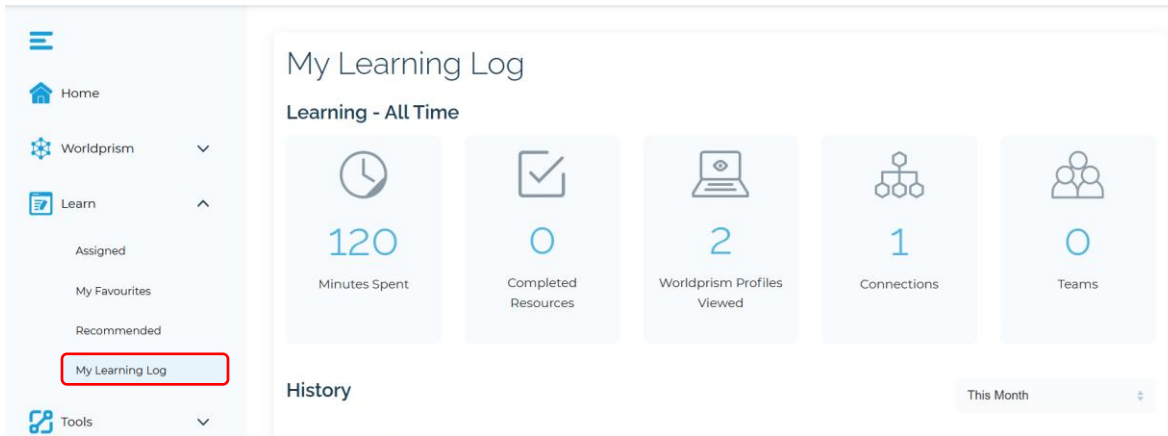 Home
Worldprism
Learn
Assigned
My Favourites
Recommended
My Learning Log
Tools
My Learning Log
Learning - All Time
120
Minutes Spent
0
Completed
Resources
2
Worldprism Profiles
Viewed
1
Connections
0
Teams
History
This Month